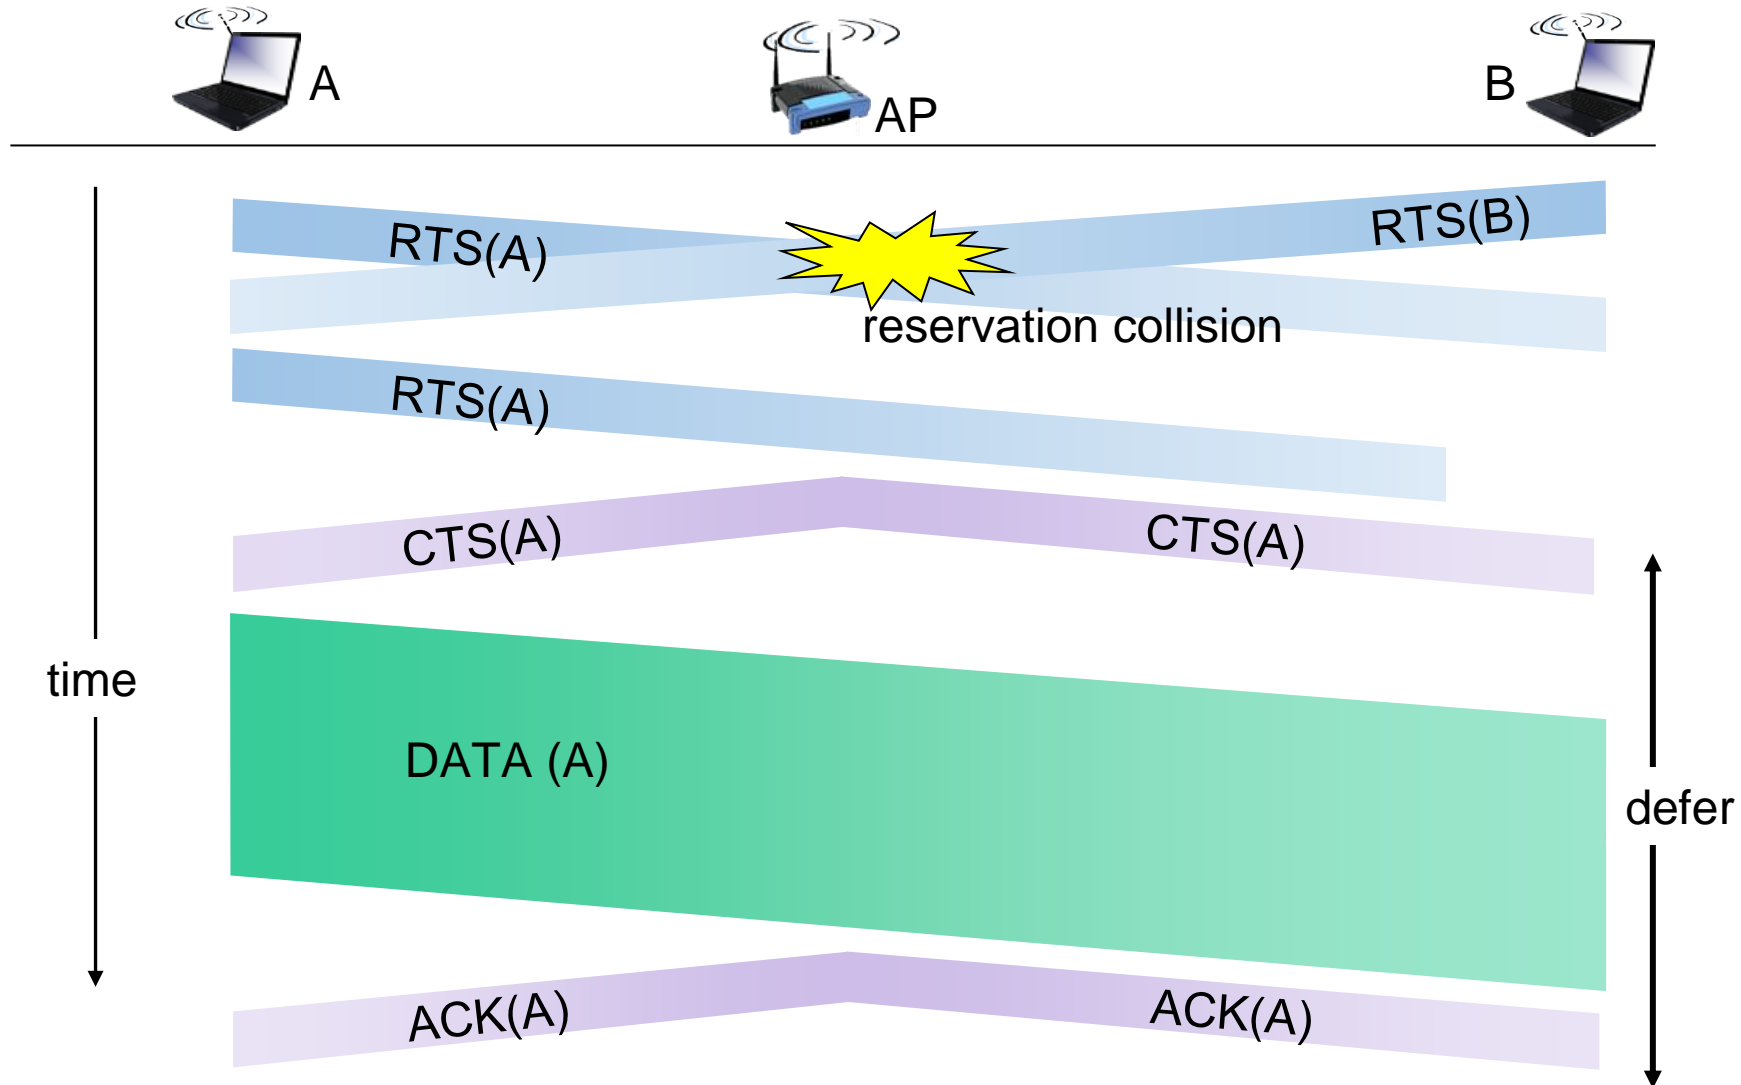 A
AP
B
RTS(A)
RTS(B)
reservation collision
RTS(A)
CTS(A)
CTS(A)
time
DATA (A)
defer
ACK(A)
ACK(A)